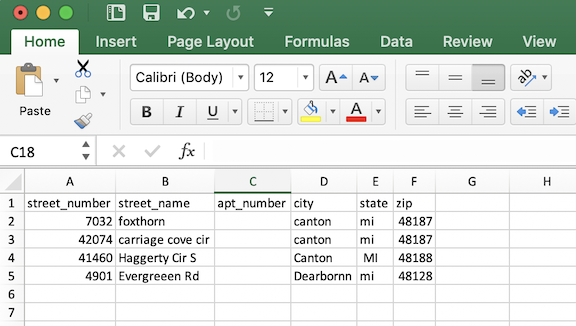 Home Insert Page Layout Formulas Data Review View
Calibri (Body) 12 A A
Paste B I U A ab
C18 fx
A B C D E F G H
1 street_number street_name apt_number city state zip
2 7032 foxthorn canton mi 48187
3 42074 carriage cove cir canton mi 48187
4 41460 Haggerty Cir S Canton MI 48188
5 4901 Evergreeen Rd Dearbornn mi 48128
6
7